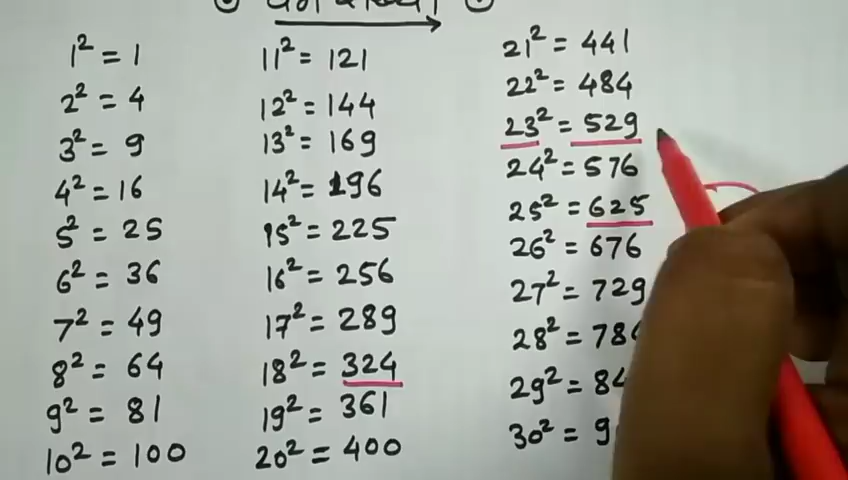 1² = 1
2² = 4
3² = 9
4² = 16
5² = 25
6² = 36
7² = 49
8² = 64
9² = 81
10² = 100
11² = 121
12² = 144
13² = 169
14² = 196
15² = 225
16² = 256
17² = 289
18² = 324
19² = 361
20² = 400
21² = 441
22² = 484
23² = 529
24² = 576
25² = 625
26² = 676
27² = 729
28² = 78
29² = 84
30² = 9